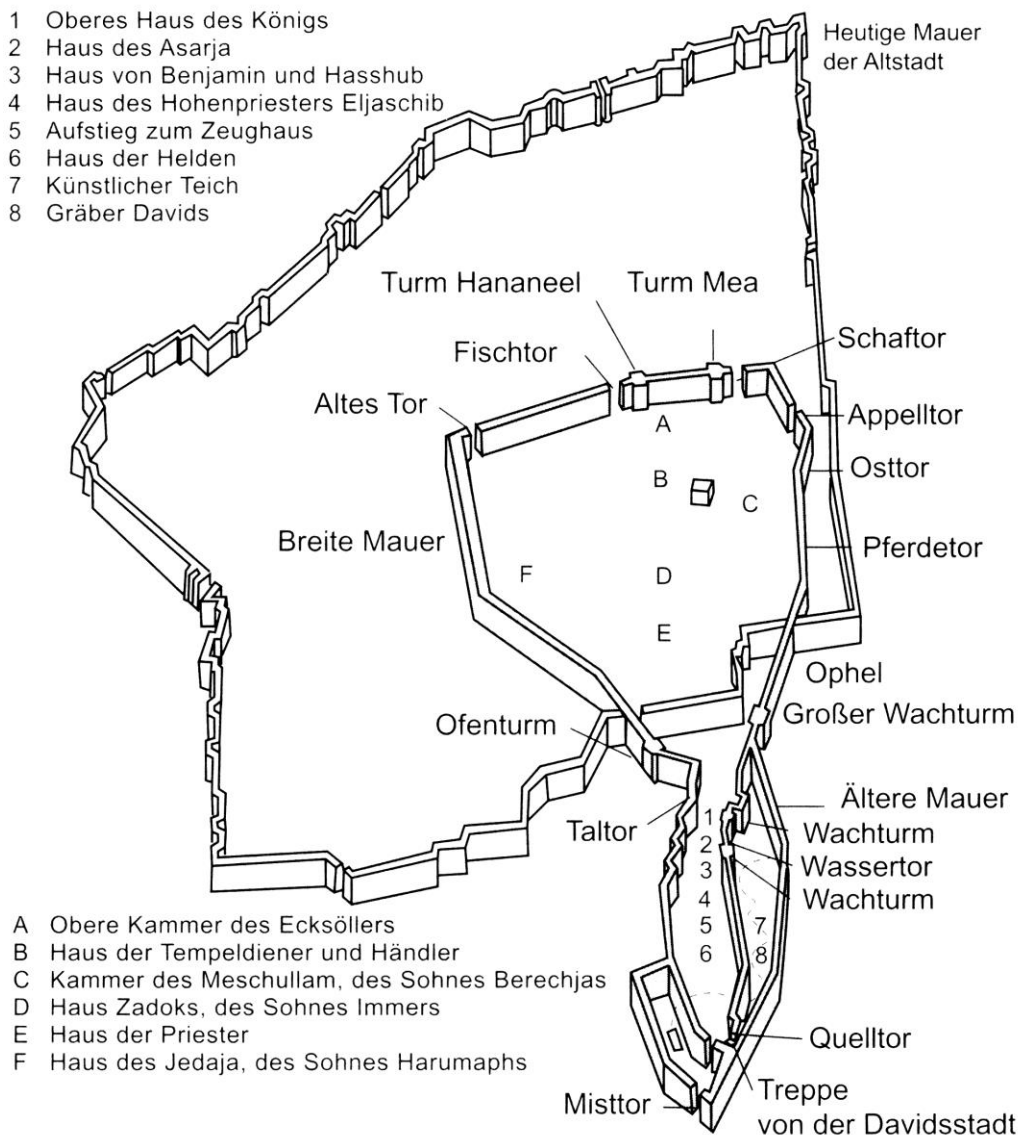 1 Oberes Haus des Königs
2 Haus des Asarja
3 Haus von Benjamin und Hasshub
4 Haus des Hohenpriesters Eljaschib
5 Aufstieg zum Zeughaus
6 Haus der Helden
7 Künstlicher Teich
8 Gräber Davids
Heutige Mauer
der Altstadt
Turm Hananeel
Turm Mea
Schaftor
Fischtor
Altes Tor
Appelltor
A
Osttor
B
C
Breite Mauer
Pferdetor
F
D
E
Ophel
Großer Wachturm
Ofenturm
Ältere Mauer
1
Taltor
Wachturm
2
Wassertor
3
Wachturm
4
5
7
6
8
A Obere Kammer des Ecksöllers
B Haus der Tempeldiener und Händler
C Kammer des Meschullam, des Sohnes Berechjas
D Haus Zadoks, des Sohnes Immers
E Haus der Priester
F Haus des Jedaja, des Sohnes Harumaphs
Quelltor
Misttor
Treppe
von der Davidsstadt